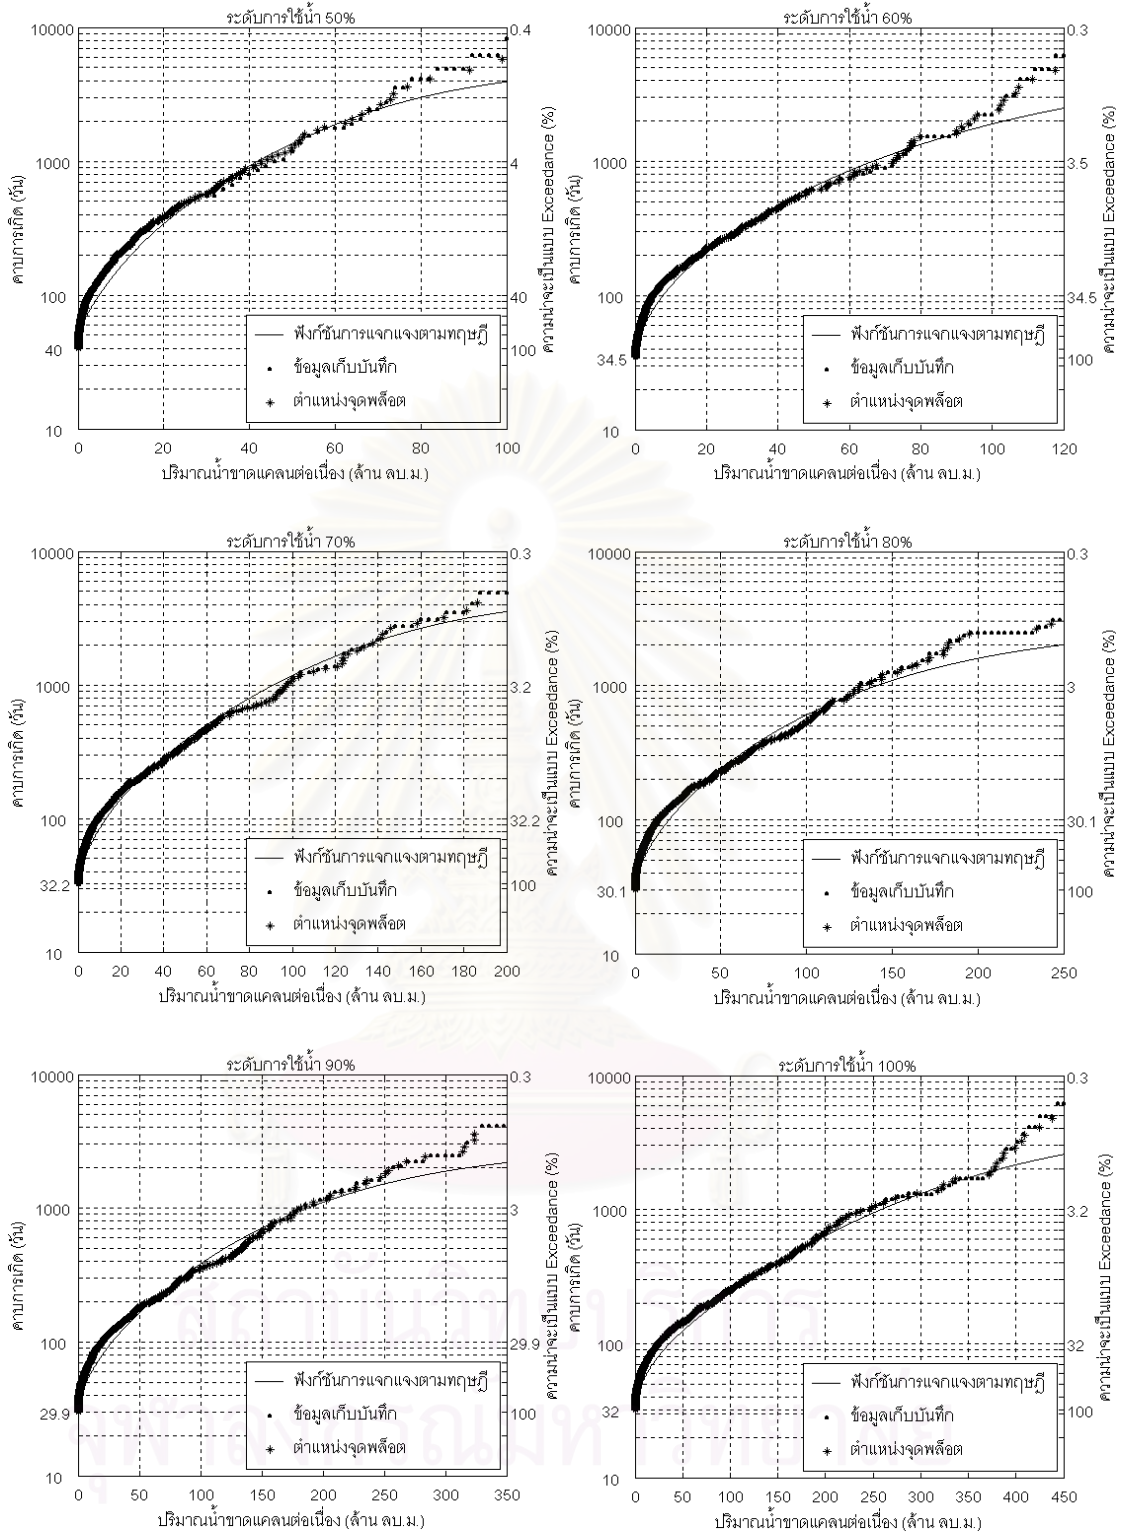 ระดับการใช้น้ำ 50%
10000
1000
100
40
10
0.4
4
40
100
คาบการเกิด (วัน)
ความน่าจะเป็นแบบ Exceedance (%)
ฟังก์ชันการแจกแจงตามทฤษฎี
ข้อมูลเก็บบันทึก
ตำแหน่งจุดพล็อต
0 20 40 60 80 100
ปริมาณน้ำขาดแคลนต่อเนื่อง (ล้าน ลบ.ม.)
ระดับการใช้น้ำ 60%
10000
1000
100
34.5
10
0.3
3.5
34.5
100
คาบการเกิด (วัน)
ความน่าจะเป็นแบบ Exceedance (%)
ฟังก์ชันการแจกแจงตามทฤษฎี
ข้อมูลเก็บบันทึก
ตำแหน่งจุดพล็อต
0 20 40 60 80 100 120
ปริมาณน้ำขาดแคลนต่อเนื่อง (ล้าน ลบ.ม.)
ระดับการใช้น้ำ 70%
10000
1000
100
32.2
10
0.3
3.2
32.2
100
คาบการเกิด (วัน)
ความน่าจะเป็นแบบ Exceedance (%)
ฟังก์ชันการแจกแจงตามทฤษฎี
ข้อมูลเก็บบันทึก
ตำแหน่งจุดพล็อต
0 20 40 60 80 100 120 140 160 180 200
ปริมาณน้ำขาดแคลนต่อเนื่อง (ล้าน ลบ.ม.)
ระดับการใช้น้ำ 80%
10000
1000
100
30.1
10
0.3
3
30.1
100
คาบการเกิด (วัน)
ความน่าจะเป็นแบบ Exceedance (%)
ฟังก์ชันการแจกแจงตามทฤษฎี
ข้อมูลเก็บบันทึก
ตำแหน่งจุดพล็อต
0 50 100 150 200 250
ปริมาณน้ำขาดแคลนต่อเนื่อง (ล้าน ลบ.ม.)
ระดับการใช้น้ำ 90%
10000
1000
100
29.9
10
0.3
3
29.9
100
คาบการเกิด (วัน)
ความน่าจะเป็นแบบ Exceedance (%)
ฟังก์ชันการแจกแจงตามทฤษฎี
ข้อมูลเก็บบันทึก
ตำแหน่งจุดพล็อต
0 50 100 150 200 250 300 350
ปริมาณน้ำขาดแคลนต่อเนื่อง (ล้าน ลบ.ม.)
ระดับการใช้น้ำ 100%
10000
1000
100
32
10
0.3
3.2
32
100
คาบการเกิด (วัน)
ความน่าจะเป็นแบบ Exceedance (%)
ฟังก์ชันการแจกแจงตามทฤษฎี
ข้อมูลเก็บบันทึก
ตำแหน่งจุดพล็อต
0 50 100 150 200 250 300 350 400 450
ปริมาณน้ำขาดแคลนต่อเนื่อง (ล้าน ลบ.ม.)
สถาบันวิทยบริการ
จุฬาลงกรณ์มหาวิทยาลัย